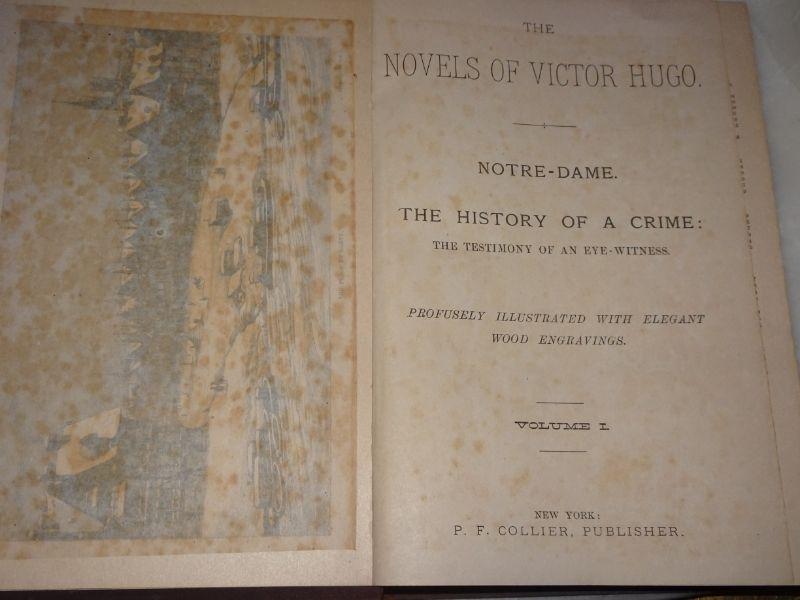 THE
NOVELS OF VICTOR HUGO.
NOTRE-DAME.
THE HISTORY OF A CRIME:
THE TESTIMONY OF AN EYE-WITNESS.
PROFUSELY ILLUSTRATED WITH ELEGANT
WOOD ENGRAVINGS.
VOLUME I.
NEW YORK:
P. F. COLLIER, PUBLISHER.